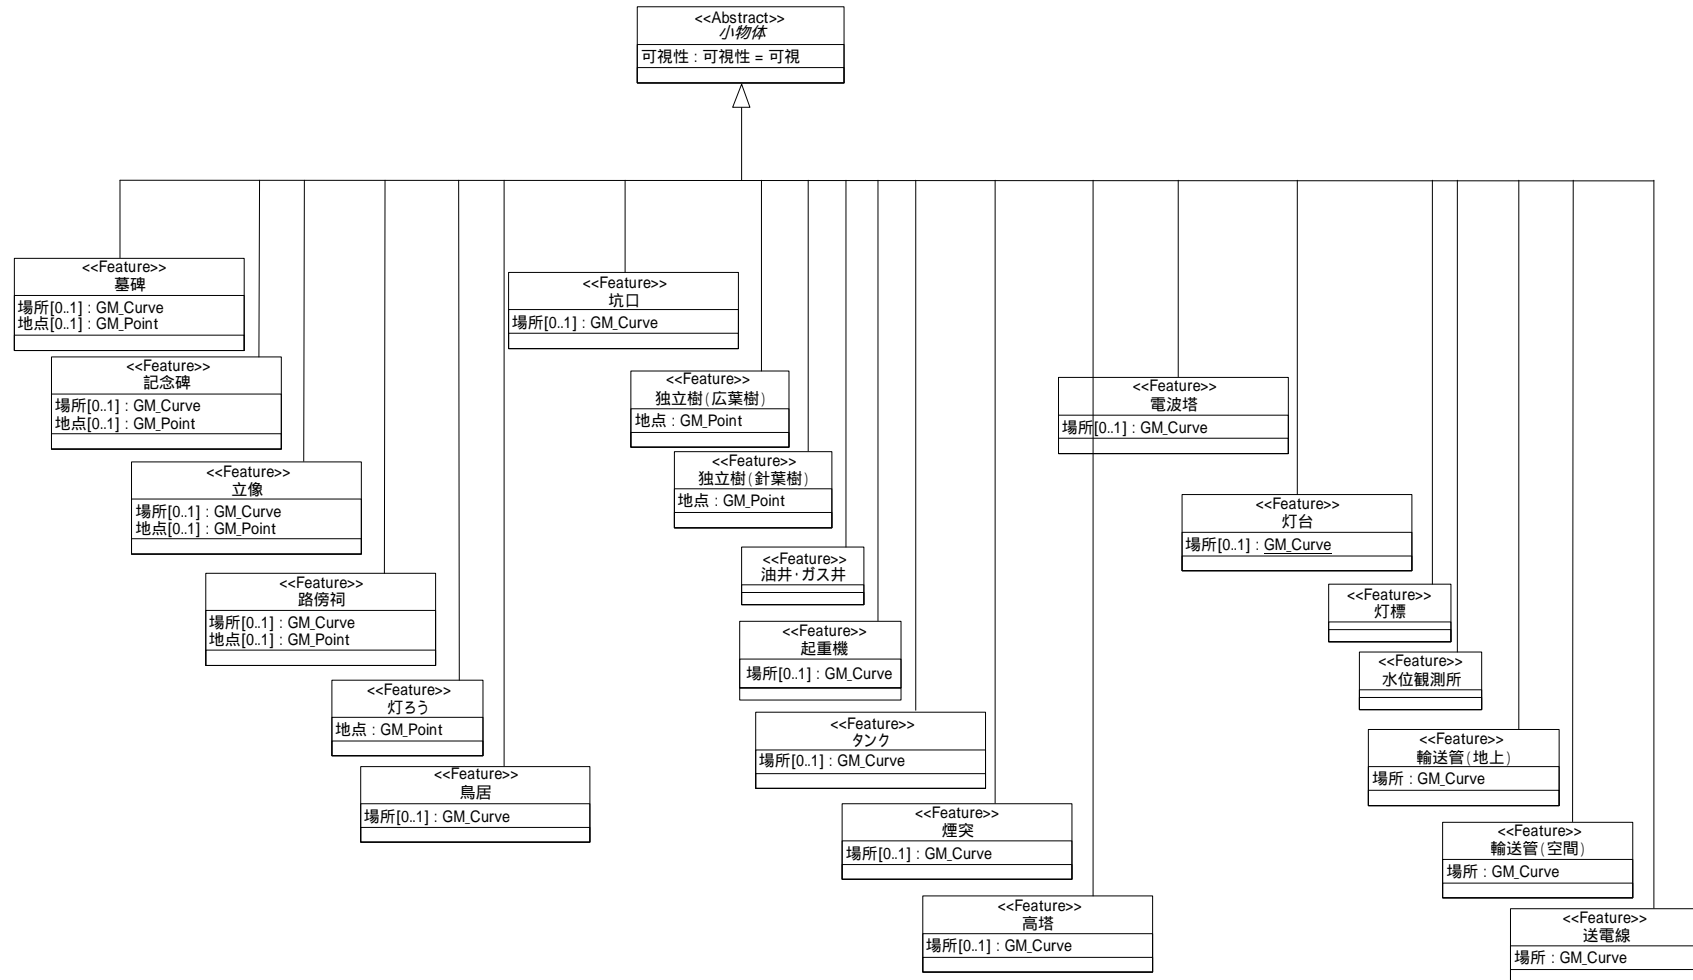 <<Abstract>>
小物体
可視性 : 可視性 = 可視
<<Feature>>
墓碑
場所[0..1] : GM_Curve
地点[0..1] : GM_Point
<<Feature>>
記念碑
場所[0..1] : GM_Curve
地点[0..1] : GM_Point
<<Feature>>
立像
場所[0..1] : GM_Curve
地点[0..1] : GM_Point
<<Feature>>
路傍祠
場所[0..1] : GM_Curve
地点[0..1] : GM_Point
<<Feature>>
灯ろう
地点 : GM_Point
<<Feature>>
鳥居
場所[0..1] : GM_Curve
<<Feature>>
坑口
場所[0..1] : GM_Curve
<<Feature>>
独立樹(広葉樹)
地点 : GM_Point
<<Feature>>
独立樹(針葉樹)
地点 : GM_Point
<<Feature>>
油井･ガス井
<<Feature>>
起重機
場所[0..1] : GM_Curve
<<Feature>>
タンク
場所[0..1] : GM_Curve
<<Feature>>
煙突
場所[0..1] : GM_Curve
<<Feature>>
高塔
場所[0..1] : GM_Curve
<<Feature>>
電波塔
場所[0..1] : GM_Curve
<<Feature>>
灯台
場所[0..1] : GM_Curve
<<Feature>>
灯標
<<Feature>>
水位観測所
<<Feature>>
輸送管(地上)
場所 : GM_Curve
<<Feature>>
輸送管(空間)
場所 : GM_Curve
<<Feature>>
送電線
場所 : GM_Curve